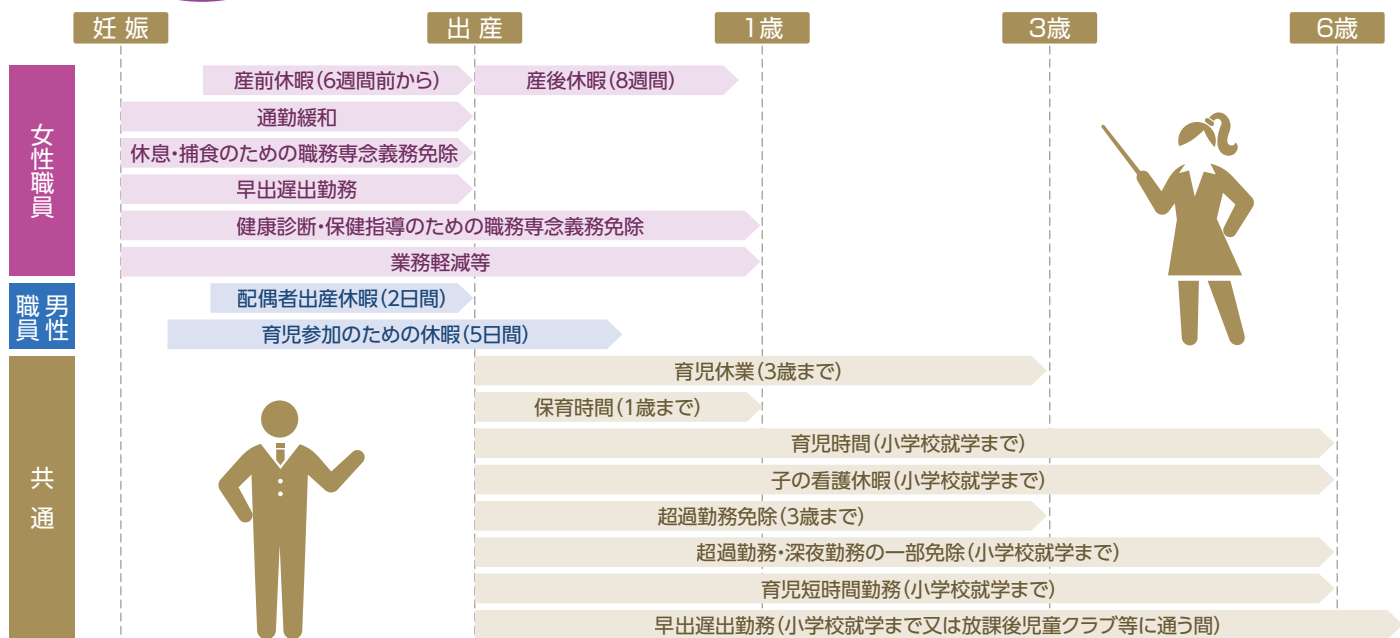 妊 娠
出 産
1歳
3歳
6歳
女性職員
産前休暇(6週間前から)
産後休暇(8週間)
通勤緩和
休息・捕食のための職務専念義務免除
早出遅出勤務
健康診断・保健指導のための職務専念義務免除
業務軽減等
男性
職員
配偶者出産休暇(2日間)
育児参加のための休暇(5日間)
共 通
育児休業(3歳まで)
保育時間(1歳まで)
育児時間(小学校就学まで)
子の看護休暇(小学校就学まで)
超過勤務免除(3歳まで)
超過勤務・深夜勤務の一部免除(小学校就学まで)
育児短時間勤務(小学校就学まで)
早出遅出勤務(小学校就学まで又は放課後児童クラブ等に通う間)